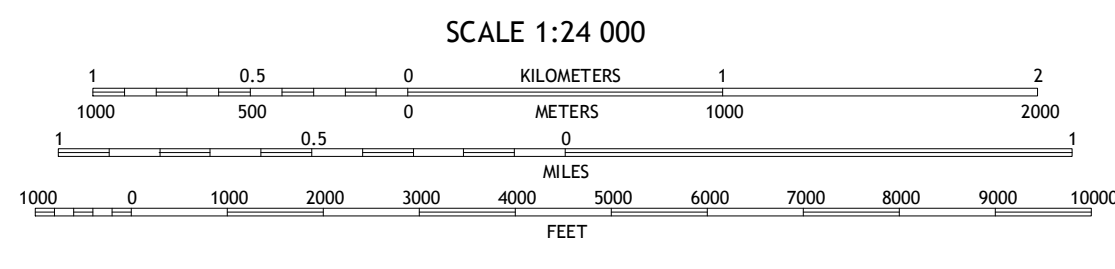 SCALE 1:24 000
1 0.5 0 KILOMETERS 1 2
1000 500 0 METERS 1000 2000
1 0.5 0 1
MILES
1000 0 1000 2000 3000 4000 5000 6000 7000 8000 9000 10000
FEET